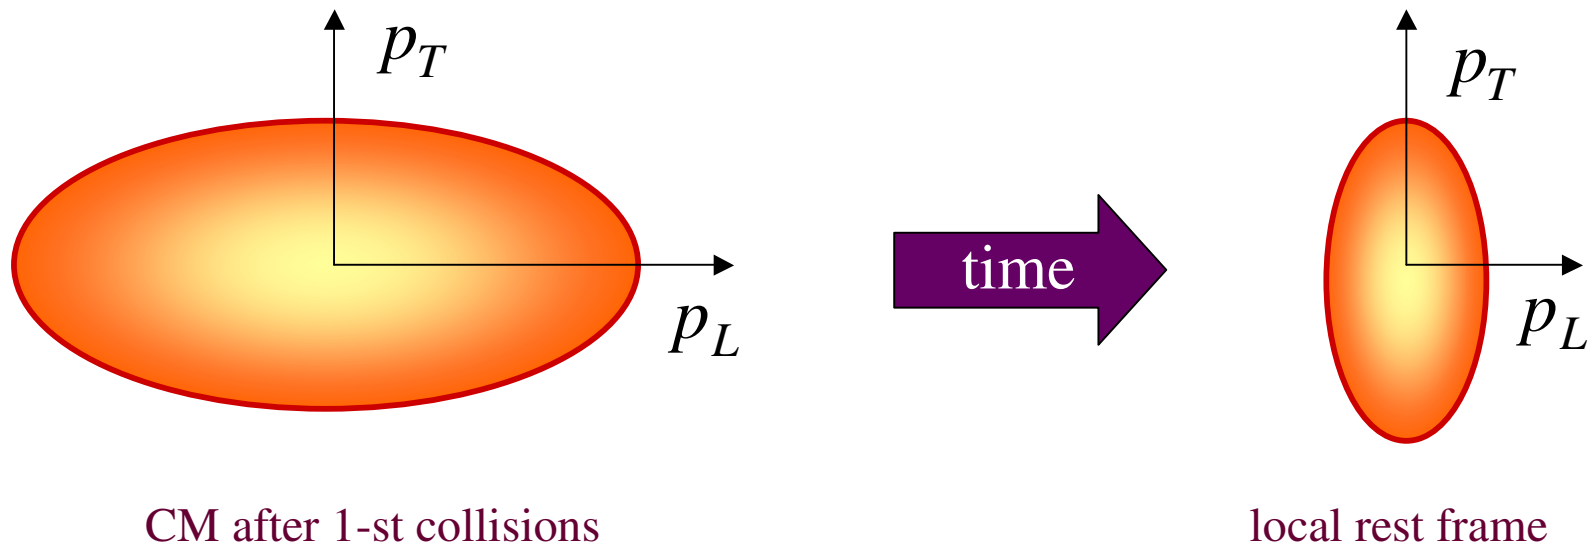 p_T
p_T
time
p_L
p_L
CM after 1-st collisions
local rest frame